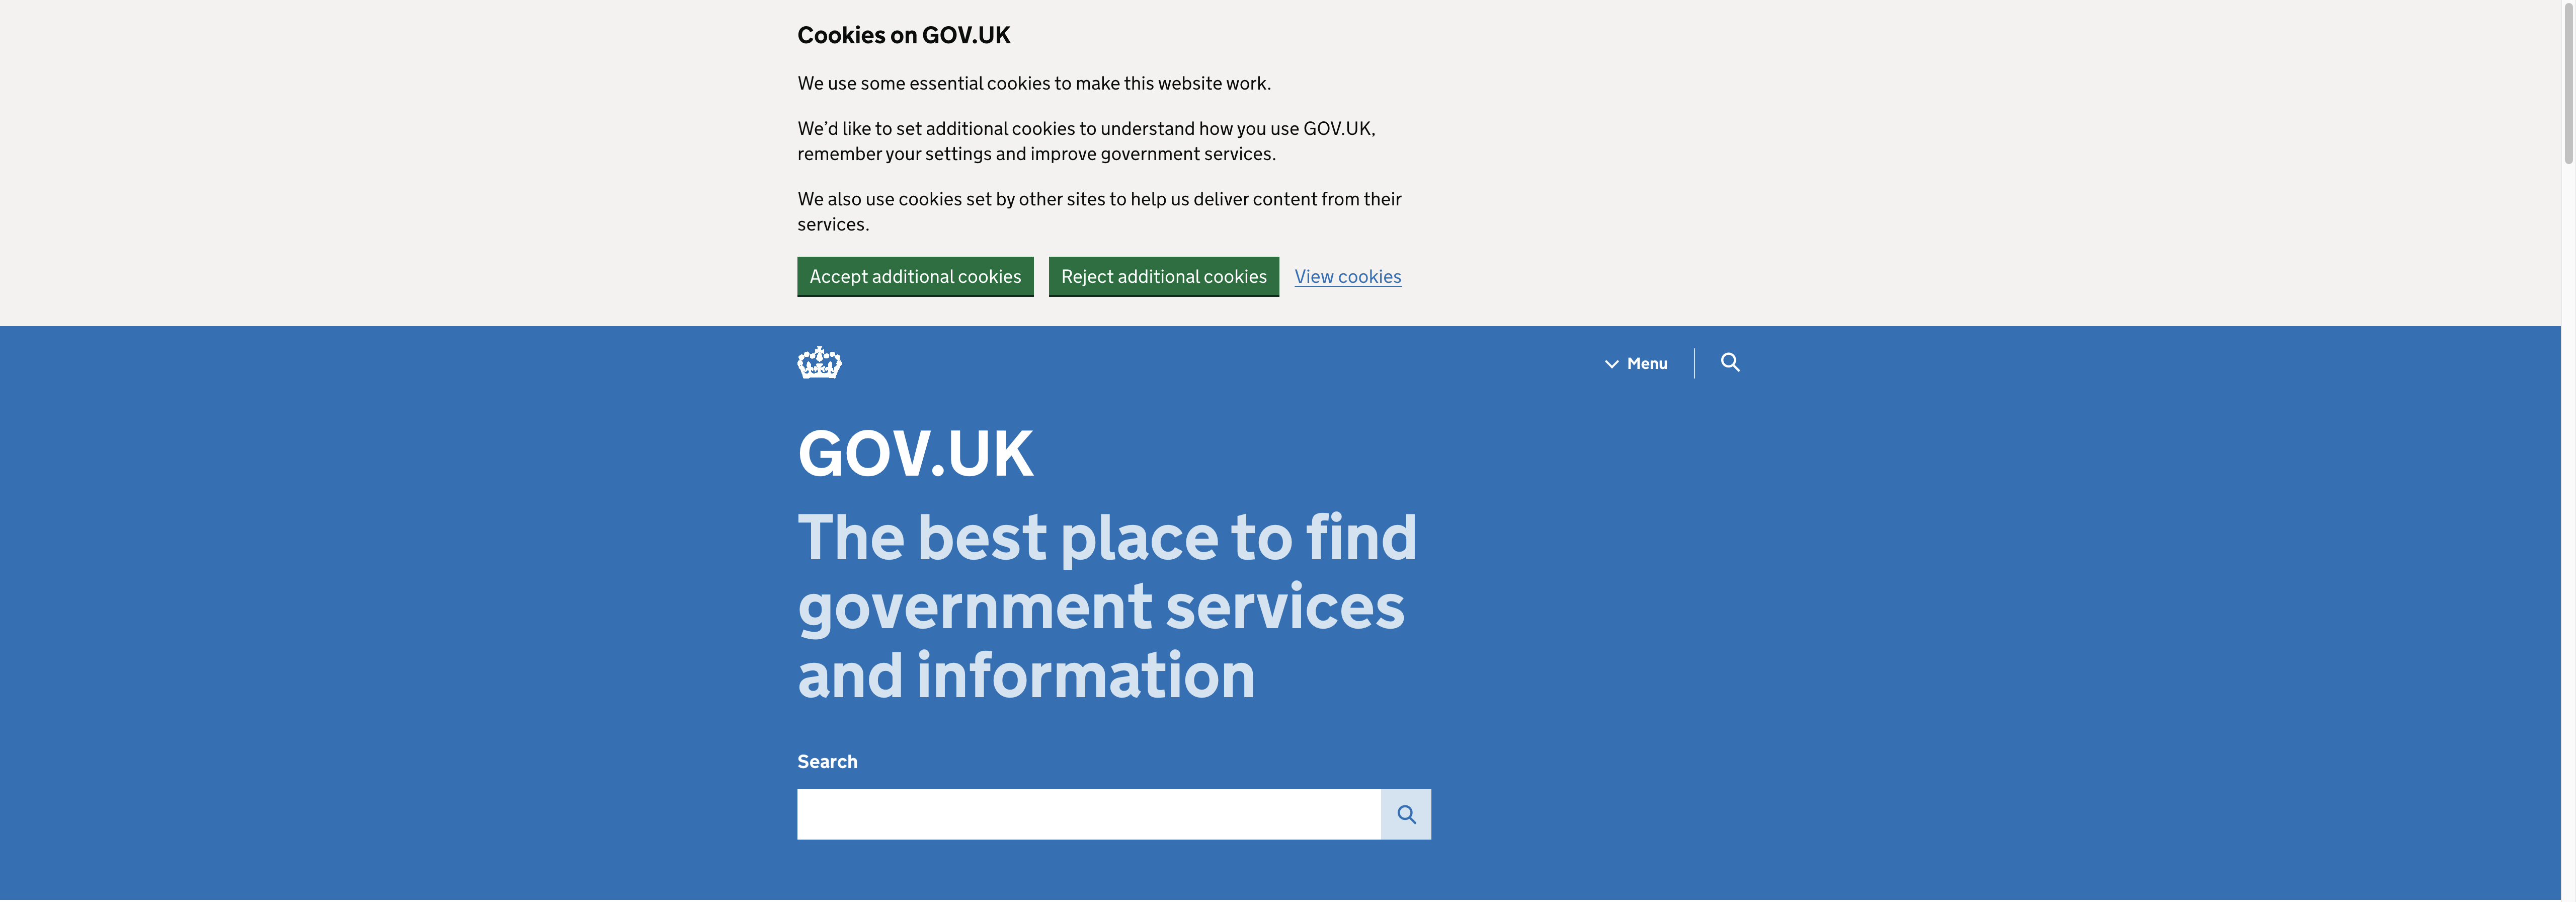 Cookies on GOV.UK
We use some essential cookies to make this website work.
We’d like to set additional cookies to understand how you use GOV.UK,
remember your settings and improve government services.
We also use cookies set by other sites to help us deliver content from their
services.
Accept additional cookies
Reject additional cookies
View cookies
Menu
GOV.UK
The best place to find
government services
and information
Search